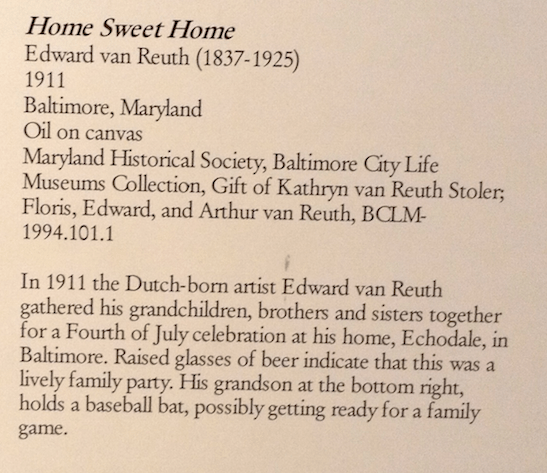 Home Sweet Home
Edward van Reuth (1837-1925)
1911
Baltimore, Maryland
Oil on canvas
Maryland Historical Society, Baltimore City Life
Museums Collection, Gift of Kathryn van Reuth Stoler;
Floris, Edward, and Arthur van Reuth, BCLM-
1994.101.1
In 1911 the Dutch-born artist Edward van Reuth
gathered his grandchildren, brothers and sisters together
for a Fourth of July celebration at his home, Echodale, in
Baltimore. Raised glasses of beer indicate that this was a
lively family party. His grandson at the bottom right,
holds a baseball bat, possibly getting ready for a family
game.